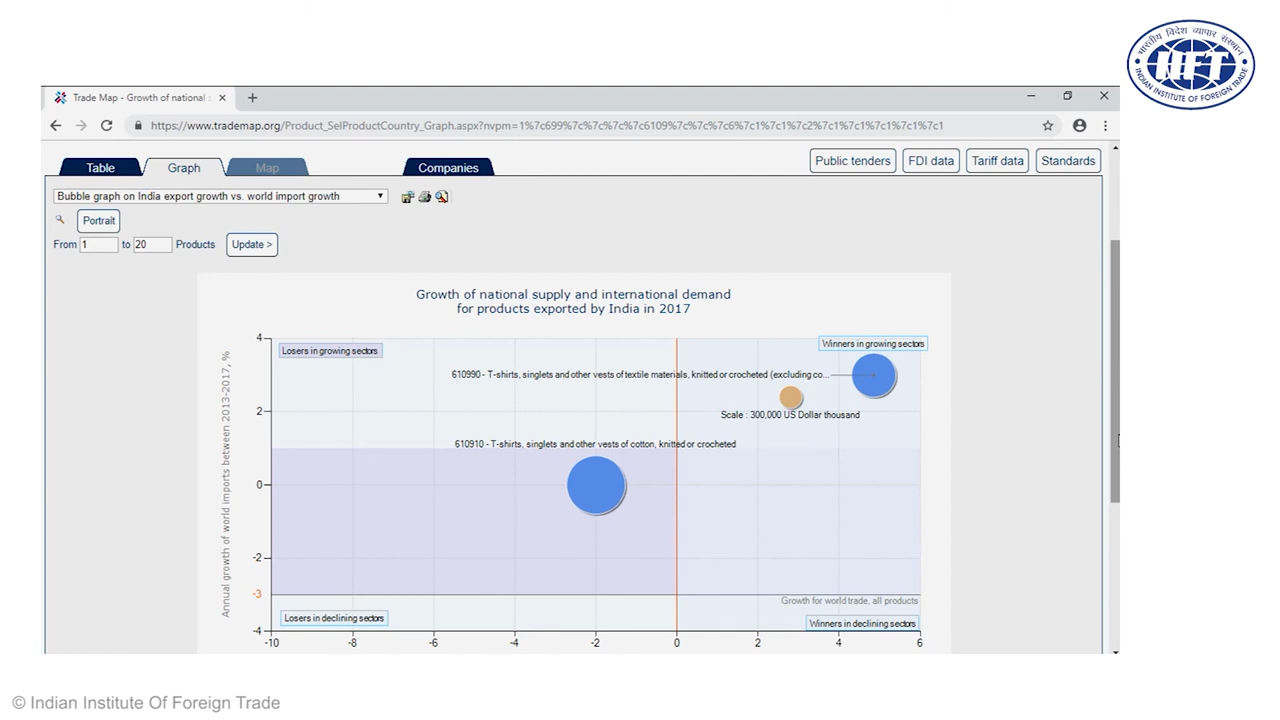 भारतीय विदेश व्यापार संस्थान
IIFT
INDIAN INSTITUTE OF FOREIGN TRADE
Trade Map - Growth of national s
https://www.trademap.org/Product_SelProductCountry_Graph.aspx?nvpm=1%7c699%7c%7c%7c%7c6109%7c%7c%7c6%7c1%7c1%7c2%7c1%7c1%7c1%7c1%7c1
Table
Graph
Map
Companies
Public tenders
FDI data
Tariff data
Standards
Bubble graph on India export growth vs. world import growth
Portrait
From 1 to 20 Products Update >
Growth of national supply and international demand
for products exported by India in 2017
Annual growth of world imports between 2013-2017, %
4
2
0
-2
-3
-4
Losers in growing sectors
Winners in growing sectors
610990 - T-shirts, singlets and other vests of textile materials, knitted or crocheted (excluding co...
Scale : 300,000 US Dollar thousand
610910 - T-shirts, singlets and other vests of cotton, knitted or crocheted
Growth for world trade, all products
Losers in declining sectors
Winners in declining sectors
-10 -8 -6 -4 -2 0 2 4 6
© Indian Institute Of Foreign Trade